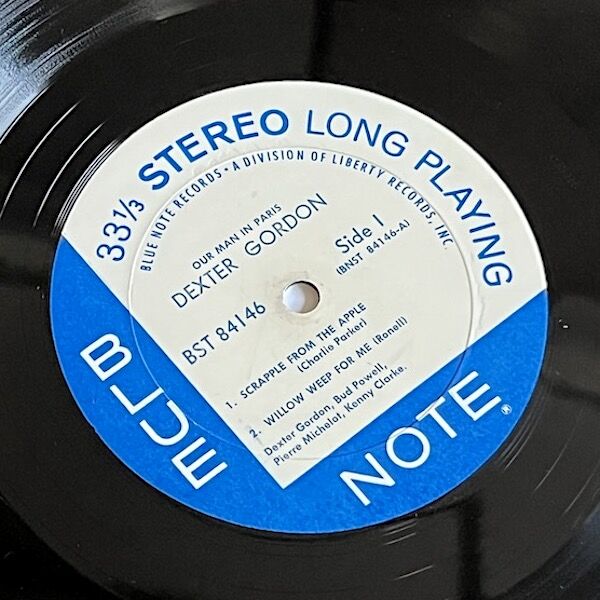 33⅓ STEREO LONG PLAYING
BLUE NOTE RECORDS • A DIVISION OF LIBERTY RECORDS, INC.
OUR MAN IN PARIS
DEXTER GORDON
BST 84146
Side 1
(BNST 84146-A)
1. SCRAPPLE FROM THE APPLE
(Charlie Parker)
2. WILLOW WEEP FOR ME (Ronell)
Dexter Gordon, Bud Powell,
Pierre Michelot, Kenny Clarke.
BLUE
NOTE®